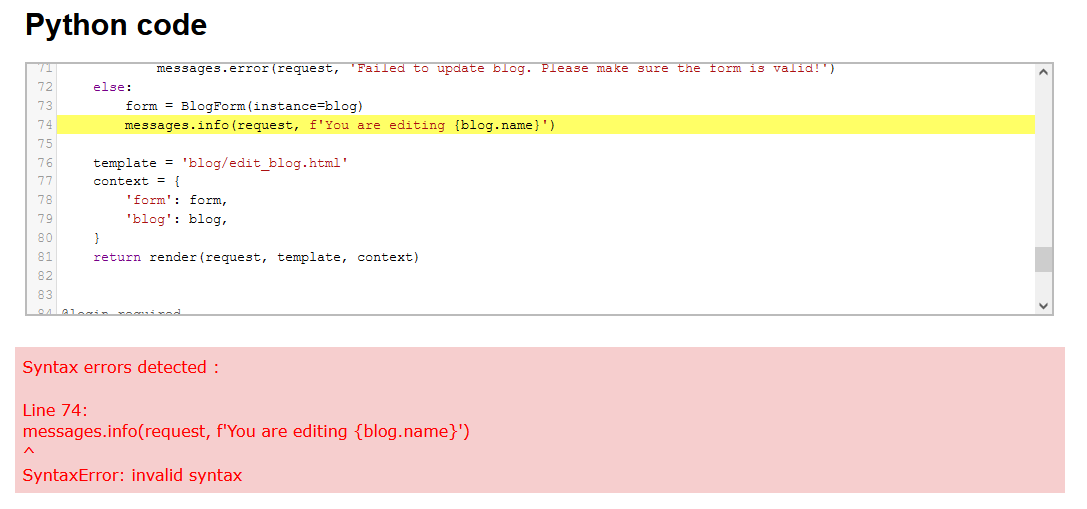 Python code
71 messages.error(request, 'Failed to update blog. Please make sure the form is valid!')
72 else:
73 form = BlogForm(instance=blog)
74 messages.info(request, f'You are editing {blog.name}')
75
76 template = 'blog/edit_blog.html'
77 context = {
78 'form': form,
79 'blog': blog,
80 }
81 return render(request, template, context)
82
83
84 @login_required
Syntax errors detected :
Line 74:
messages.info(request, f'You are editing {blog.name}')
^
SyntaxError: invalid syntax